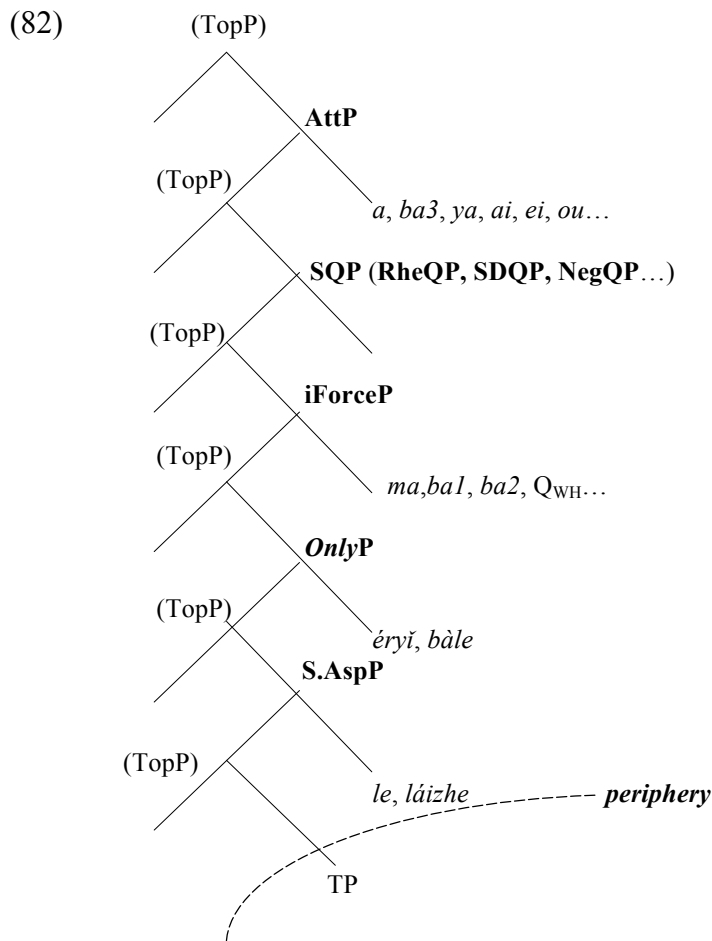 (82)
(TopP)
AttP
(TopP)
a, ba3, ya, ai, ei, ou…
SQP (RheQP, SDQP, NegQP…)
(TopP)
iForceP
(TopP)
ma,ba1, ba2, QWH…
OnlyP
(TopP)
éryǐ, bàle
S.AspP
(TopP)
le, láizhe
periphery
TP